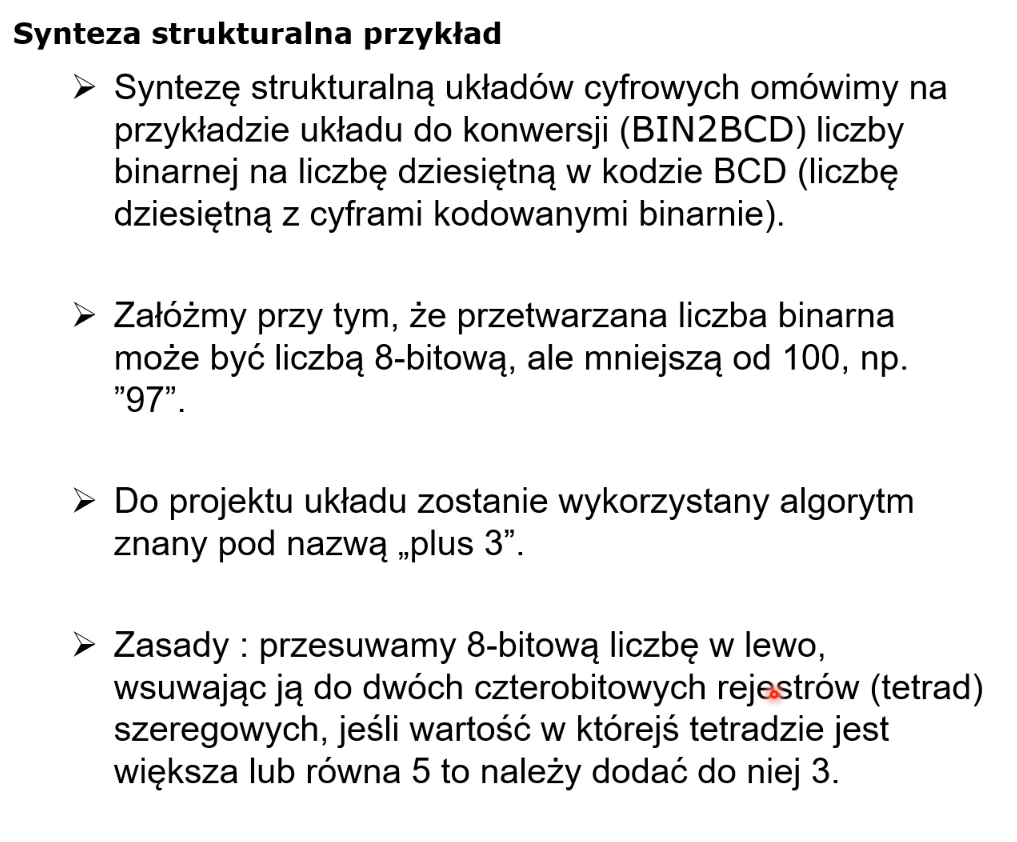 Synteza strukturalna przykład
➢ Syntezę strukturalną układów cyfrowych omówimy na
przykładzie układu do konwersji (BIN2BCD) liczby
binarnej na liczbę dziesiętną w kodzie BCD (liczbę
dziesiętną z cyframi kodowanymi binarnie).
➢ Załóżmy przy tym, że przetwarzana liczba binarna
może być liczbą 8-bitową, ale mniejszą od 100, np.
”97”.
➢ Do projektu układu zostanie wykorzystany algorytm
znany pod nazwą „plus 3”.
➢ Zasady : przesuwamy 8-bitową liczbę w lewo,
wsuwając ją do dwóch czterobitowych rejestrów (tetrad)
szeregowych, jeśli wartość w którejś tetradzie jest
większa lub równa 5 to należy dodać do niej 3.